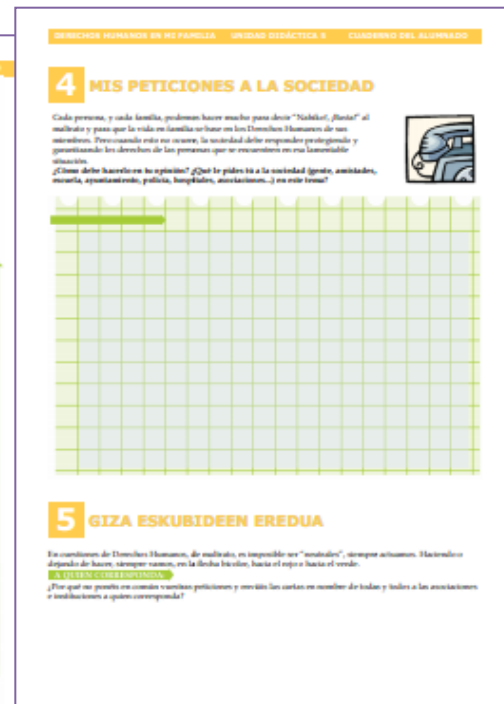 DERECHOS HUMANOS EN MI FAMILIA UNIDAD DIDÁCTICA 8 CUADERNO DEL ALUMNADO
4 MIS PETICIONES A LA SOCIEDAD
Cada persona, y cada familia, podemos hacer mucho para decir "Nahiko!, ¡Basta!" al
maltrato y para que la vida en familia se base en los Derechos Humanos de sus
miembros. Pero cuando esto no ocurre, la sociedad debe responder protegiendo y
garantizando los derechos de las personas que se encuentren en esa lamentable
situación.
¿Cómo debe hacerlo en tu opinión? ¿Qué le pides tú a la sociedad (gente, amistades,
escuela, ayuntamiento, policía, hospitales, asociaciones...) en este tema?
5 GIZA ESKUBIDEEN EREDUA
En cuestiones de Derechos Humanos, de maltrato, es imposible ser "neutrales", siempre actuamos. Haciendo o
dejando de hacer, siempre vamos, en la flecha bicolor, hacia el rojo o hacia el verde.
A QUIEN CORRESPONDA
¿Por qué no ponéis en común vuestras peticiones y enviáis las cartas en nombre de todas y todos a las asociaciones
e instituciones a quien corresponda?